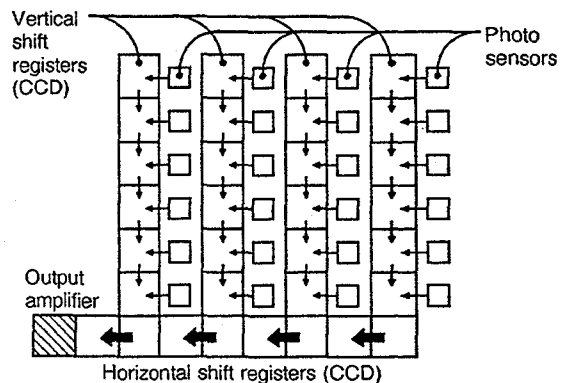 Vertical
shift
registers
(CCD)
Photo
sensors
Output
amplifier
Horizontal shift registers (CCD)